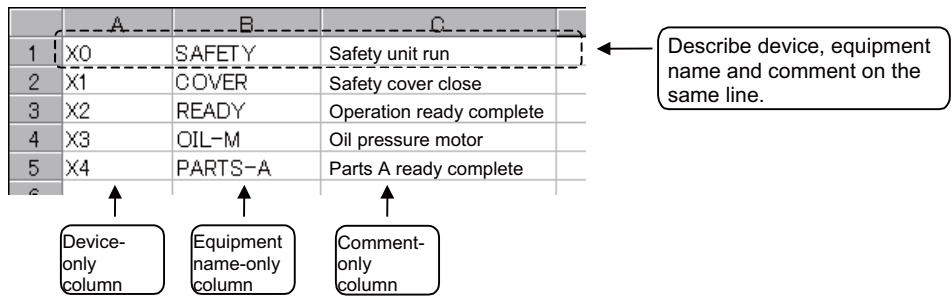 A B C
1 X0 SAFETY Safety unit run
2 X1 COVER Safety cover close
3 X2 READY Operation ready complete
4 X3 OIL-M Oil pressure motor
5 X4 PARTS-A Parts A ready complete
6
Describe device, equipment
name and comment on the
same line.
Device-
only
column
Equipment
name-only
column
Comment-
only
column